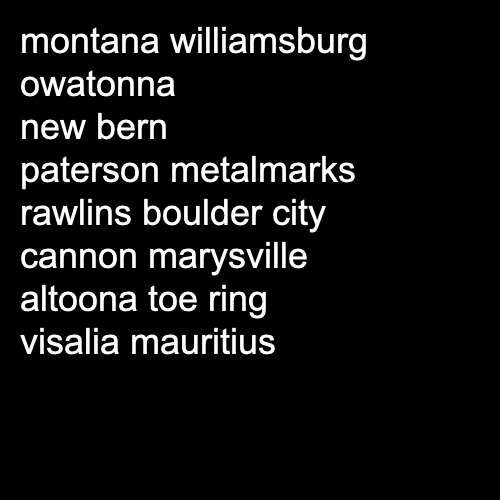 montana williamsburg
owatonna
new bern
paterson metalmarks
rawlins boulder city
cannon marysville
altoona toe ring
visalia mauritius